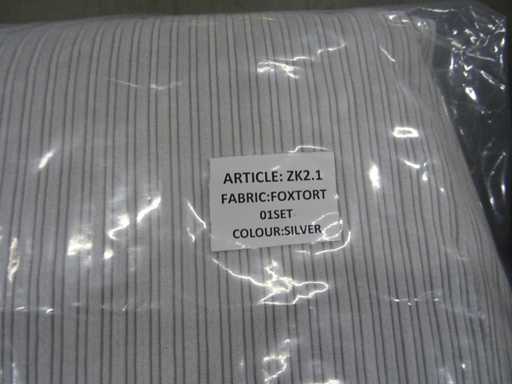 ARTICLE: ZK2.1
FABRIC:FOXTORT
01SET
COLOUR:SILVER